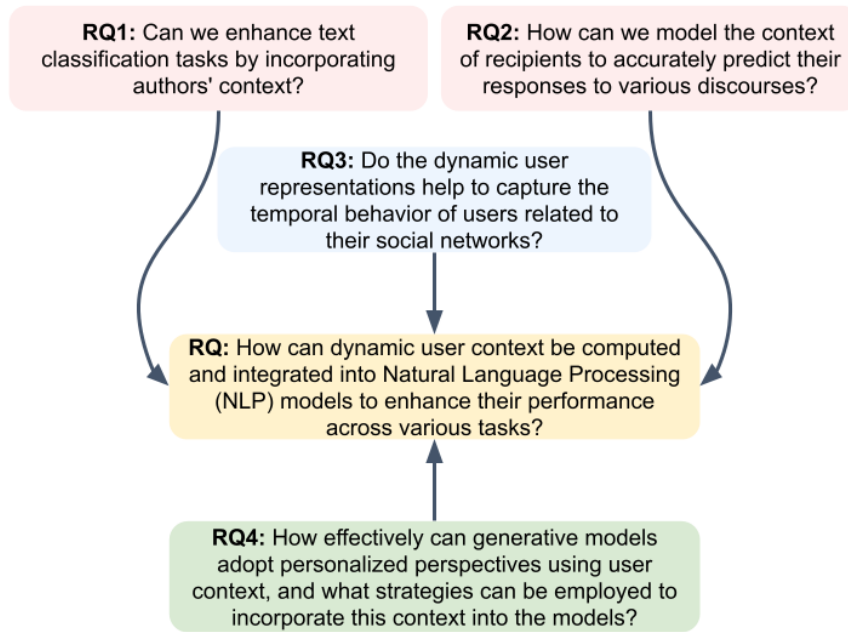 RQ1: Can we enhance text
classification tasks by incorporating
authors' context?
RQ2: How can we model the context
of recipients to accurately predict their
responses to various discourses?
RQ3: Do the dynamic user
representations help to capture the
temporal behavior of users related to
their social networks?
RQ: How can dynamic user context be computed
and integrated into Natural Language Processing
(NLP) models to enhance their performance
across various tasks?
RQ4: How effectively can generative models
adopt personalized perspectives using user
context, and what strategies can be employed to
incorporate this context into the models?